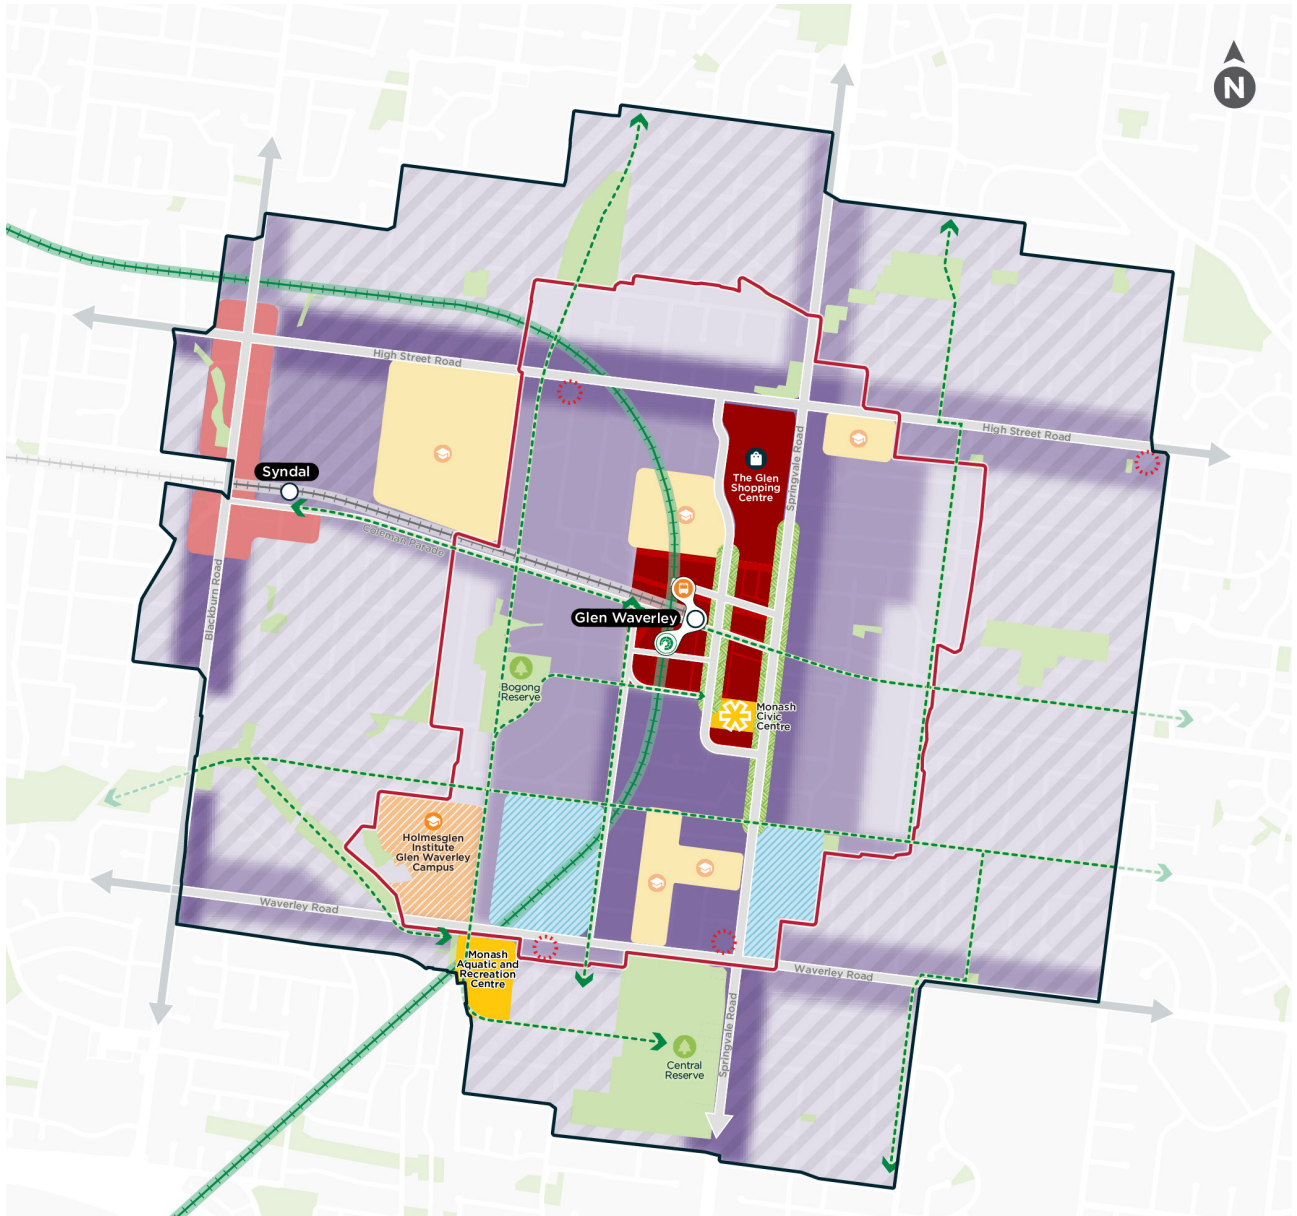 N
High Street Road
High Street Road
Springvale Road
The Glen
Shopping
Centre
Syndal
Coleman Parade
Blackburn Road
Glen Waverley
Bogong
Reserve
Monash
Civic
Centre
Holmesglen
Institute
Glen Waverley
Campus
Waverley Road
Monash
Aquatic and
Recreation
Centre
Waverley Road
Springvale Road
Central
Reserve